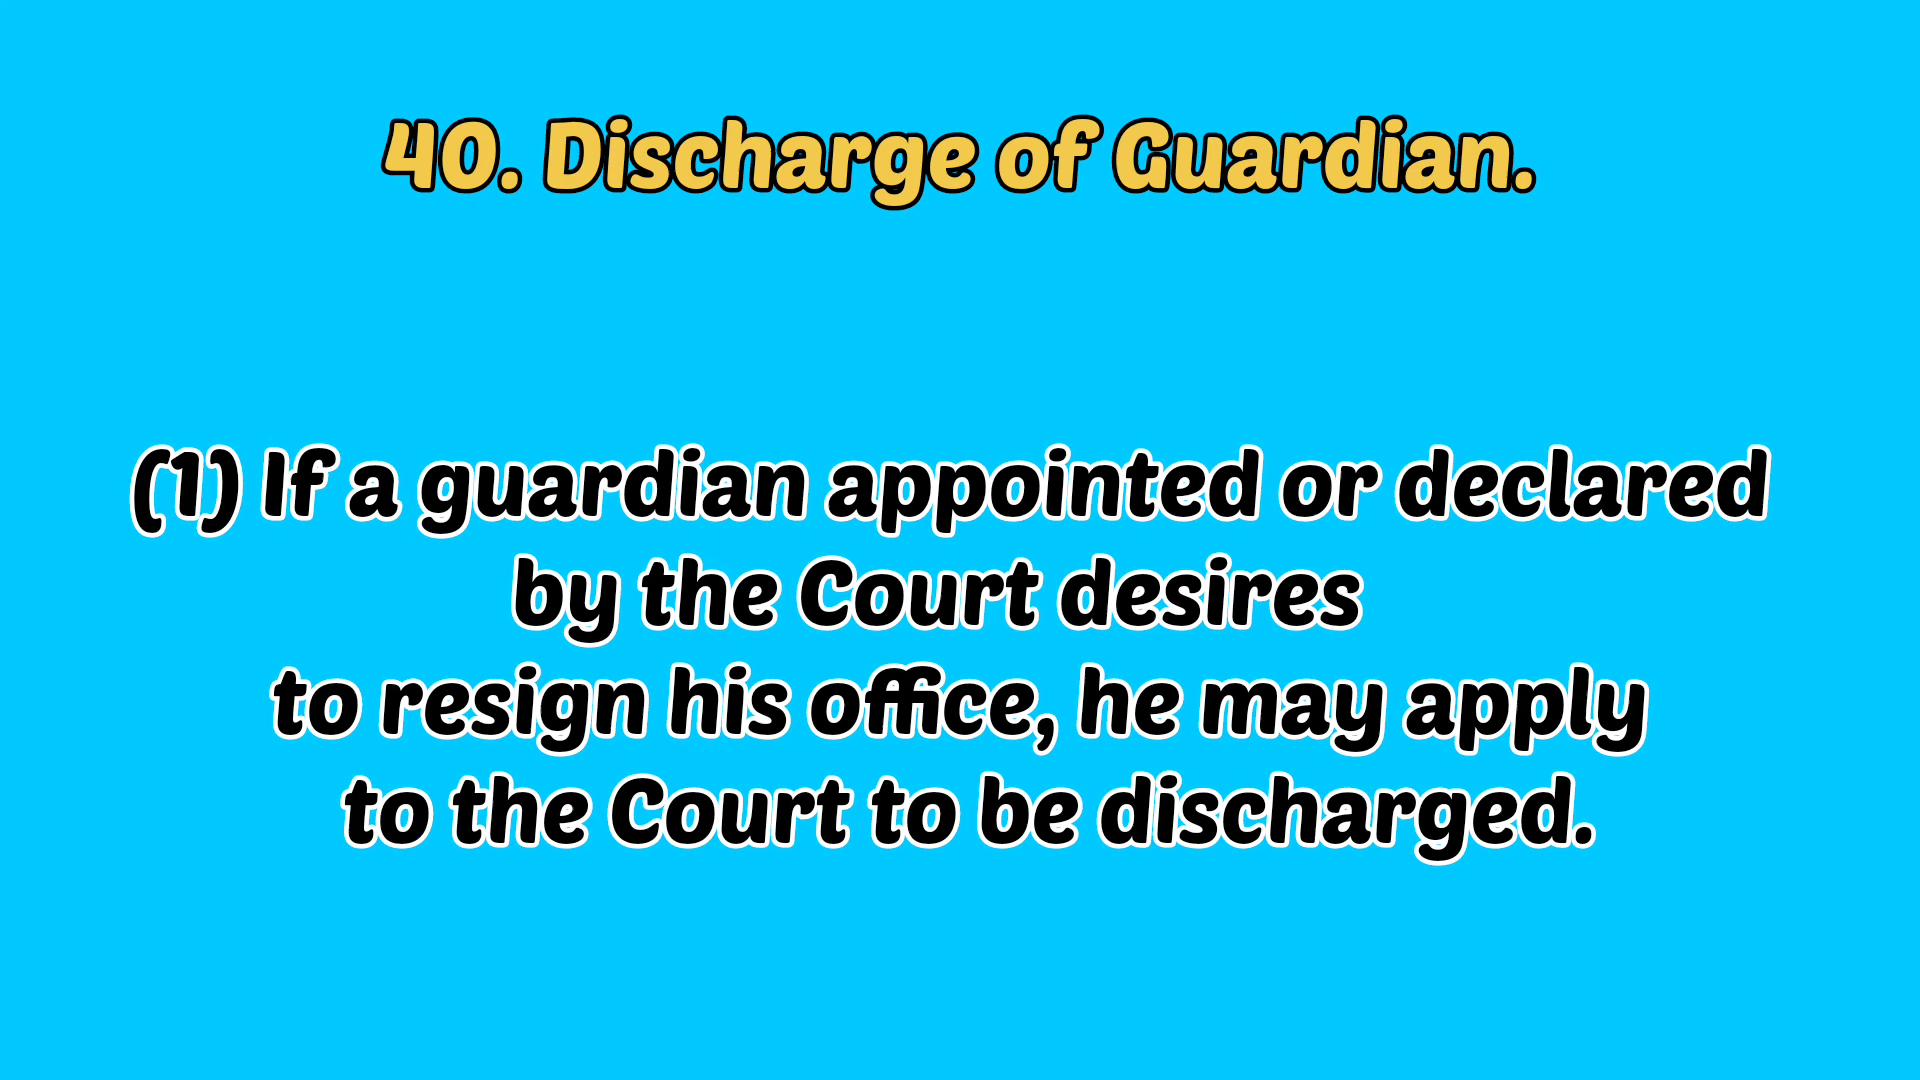 40. Discharge of Guardian.
(1) If a guardian appointed or declared
by the Court desires
to resign his office, he may apply
to the Court to be discharged.